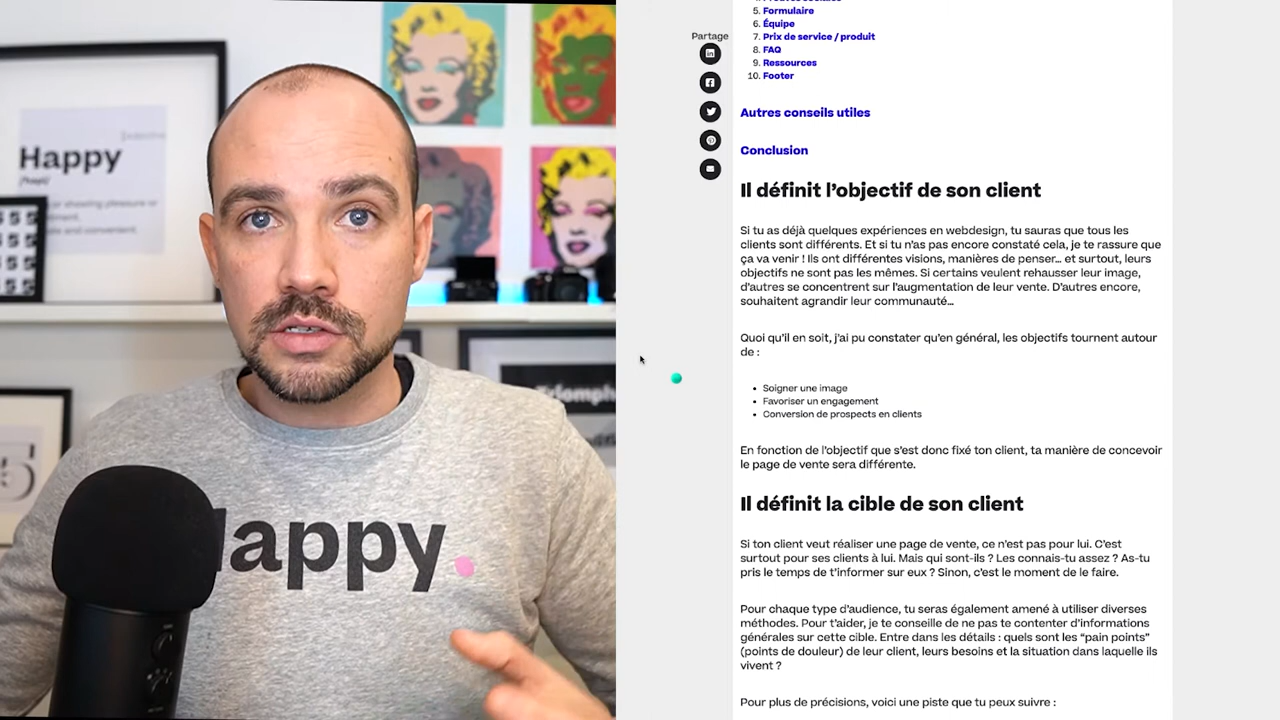 Happy
[hæpi]
or showing pleasure or
and convenient.
Happy.
Partage
5. Formulaire
6. Équipe
7. Prix de service / produit
8. FAQ
9. Ressources
10. Footer
Autres conseils utiles
Conclusion
Il définit l’objectif de son client
Si tu as déjà quelques expériences en webdesign, tu sauras que tous les
clients sont différents. Et si tu n’as pas encore constaté cela, je te rassure que
ça va venir ! Ils ont différentes visions, manières de penser… et surtout, leurs
objectifs ne sont pas les mêmes. Si certains veulent rehausser leur image,
d’autres se concentrent sur l’augmentation de leur vente. D’autres encore,
souhaitent agrandir leur communauté…
Quoi qu’il en soit, j’ai pu constater qu’en général, les objectifs tournent autour
de :
• Soigner une image
• Favoriser un engagement
• Conversion de prospects en clients
En fonction de l’objectif que s’est donc fixé ton client, ta manière de concevoir
le page de vente sera différente.
Il définit la cible de son client
Si ton client veut réaliser une page de vente, ce n’est pas pour lui. C’est
surtout pour ses clients à lui. Mais qui sont-ils ? Les connais-tu assez ? As-tu
pris le temps de t’informer sur eux ? Sinon, c’est le moment de le faire.
Pour chaque type d’audience, tu seras également amené à utiliser diverses
méthodes. Pour t’aider, je te conseille de ne pas te contenter d’informations
générales sur cette cible. Entre dans les détails : quels sont les “pain points”
(points de douleur) de leur client, leurs besoins et la situation dans laquelle ils
vivent ?
Pour plus de précisions, voici une piste que tu peux suivre :